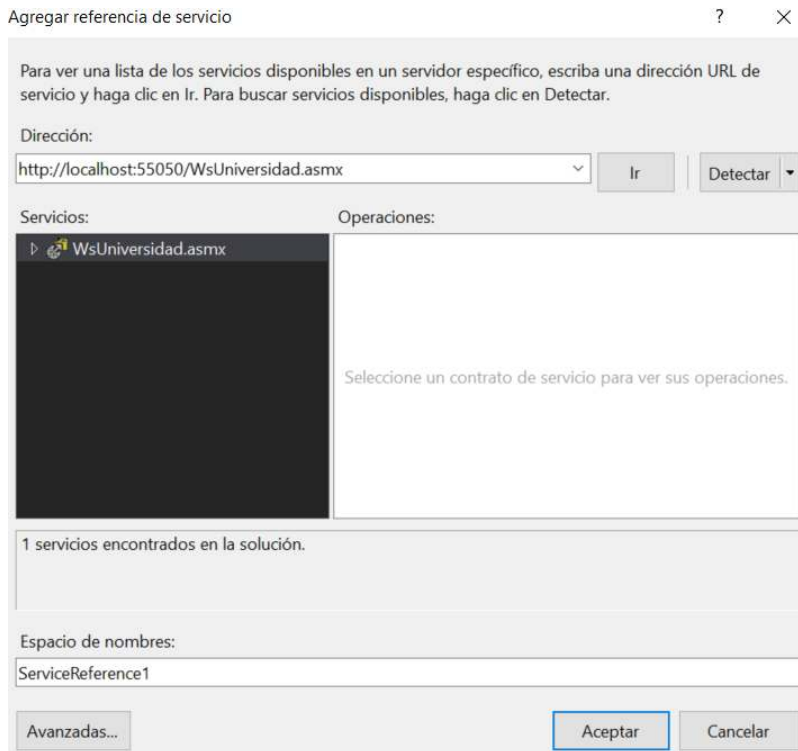 Agregar referencia de servicio
Para ver una lista de los servicios disponibles en un servidor específico, escriba una dirección URL de
servicio y haga clic en Ir. Para buscar servicios disponibles, haga clic en Detectar.
Dirección:
http://localhost:55050/WsUniversidad.asmx
Ir
Detectar
Servicios:
Operaciones:
WsUniversidad.asmx
Seleccione un contrato de servicio para ver sus operaciones.
1 servicios encontrados en la solución.
Espacio de nombres:
ServiceReference1
Avanzadas...
Aceptar
Cancelar